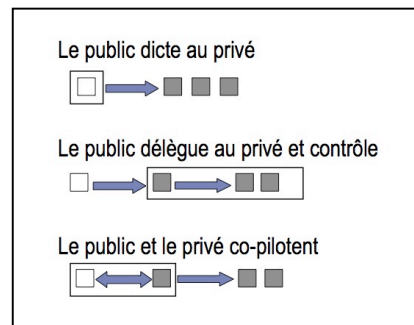 Le public dicte au privé
Le public délègue au privé et contrôle
Le public et le privé co-pilotent